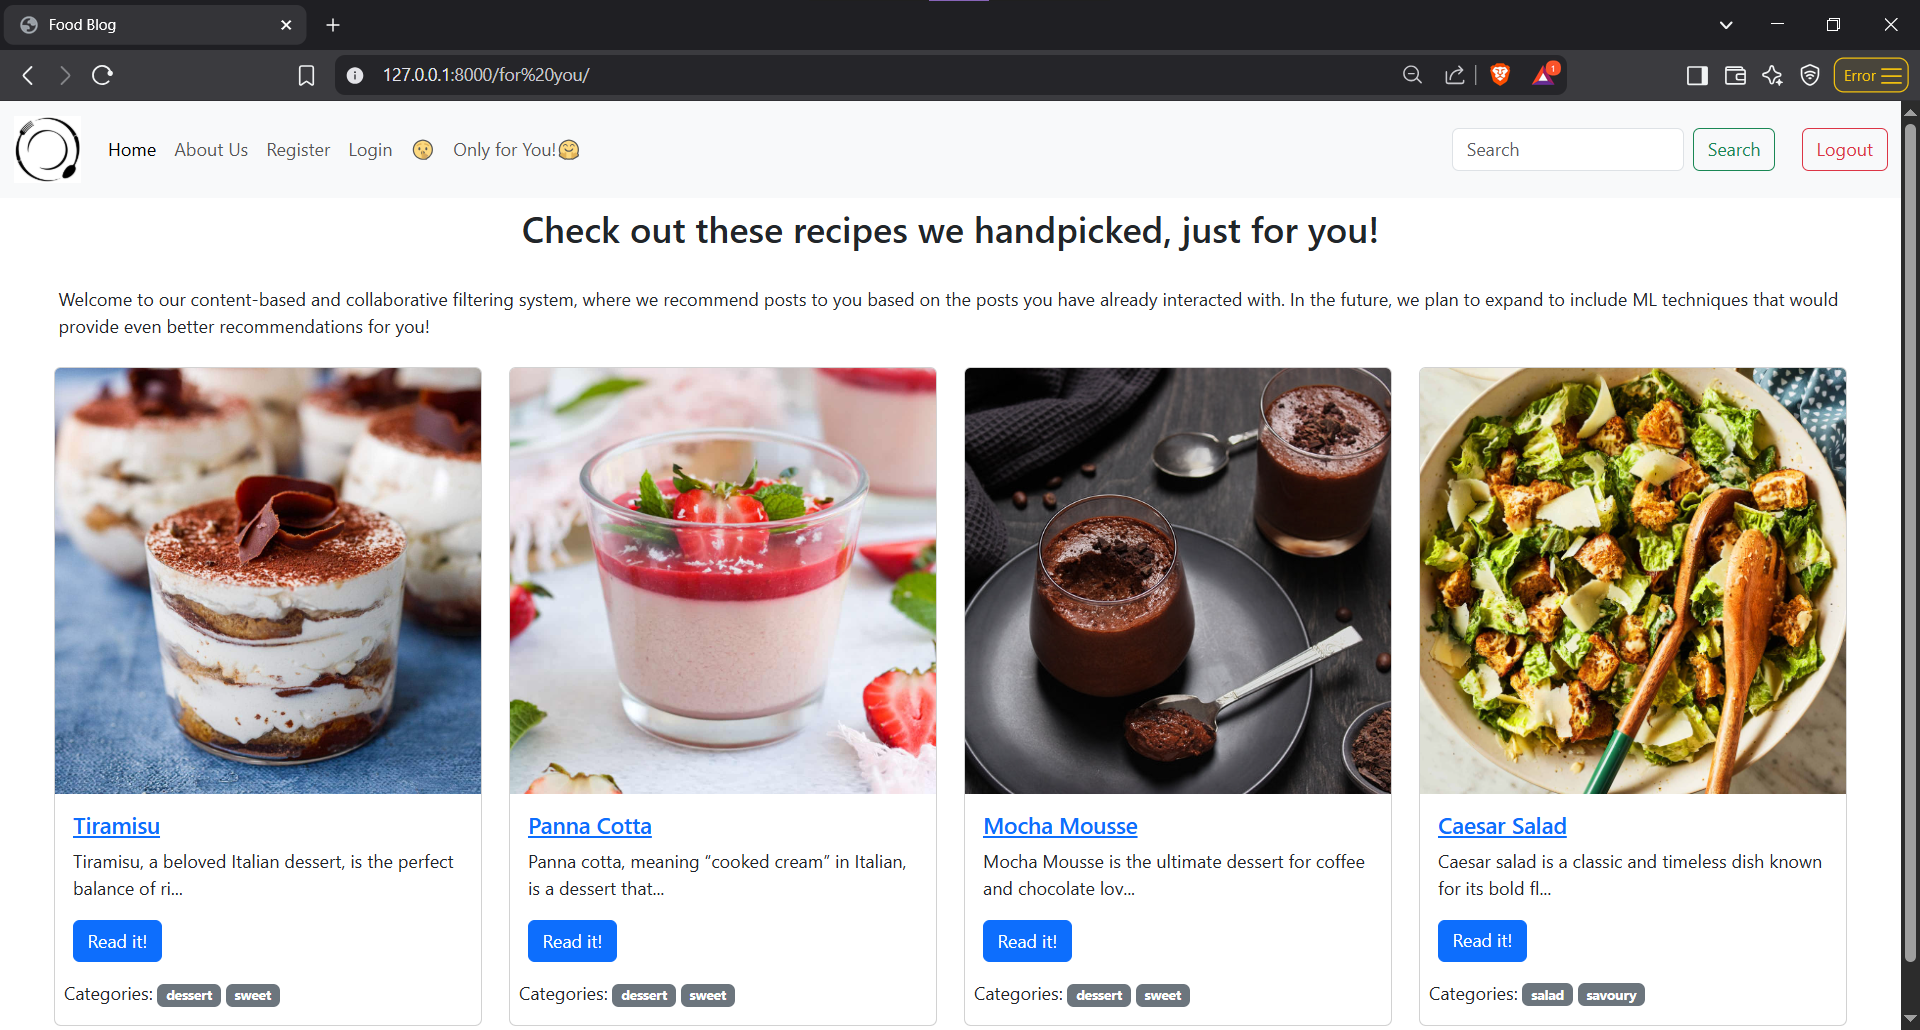 Food Blog
127.0.0.1:8000/for%20you/
1
Error
Home About Us Register Login 🤫 Only for You!🤗 Search Search Logout
Check out these recipes we handpicked, just for you!
Welcome to our content-based and collaborative filtering system, where we recommend posts to you based on the posts you have already interacted with. In the future, we plan to expand to include ML techniques that would
provide even better recommendations for you!
Tiramisu
Tiramisu, a beloved Italian dessert, is the perfect
balance of ri...
Read it!
Categories: dessert sweet
Panna Cotta
Panna cotta, meaning “cooked cream” in Italian,
is a dessert that...
Read it!
Categories: dessert sweet
Mocha Mousse
Mocha Mousse is the ultimate dessert for coffee
and chocolate lov...
Read it!
Categories: dessert sweet
Caesar Salad
Caesar salad is a classic and timeless dish known
for its bold fl...
Read it!
Categories: salad savoury